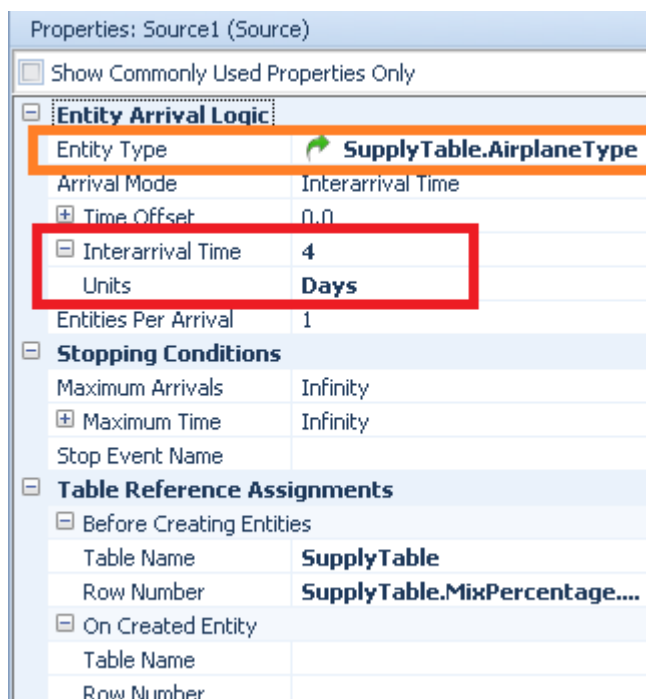 Properties: Source1 (Source)
Show Commonly Used Properties Only
Entity Arrival Logic
Entity Type SupplyTable.AirplaneType
Arrival Mode Interarrival Time
Time Offset 0.0
Interarrival Time 4
Units Days
Entities Per Arrival 1
Stopping Conditions
Maximum Arrivals Infinity
Maximum Time Infinity
Stop Event Name
Table Reference Assignments
Before Creating Entities
Table Name SupplyTable
Row Number SupplyTable.MixPercentage....
On Created Entity
Table Name
Row Number